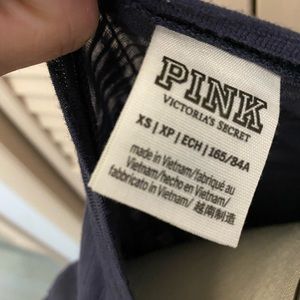 PINK
VICTORIA'S SECRET
XS | XP | ECH | 165/84A
made in Vietnam/fabriqué au
Vietnam/hecho en Vietnam/
fabbricato in Vietnam/ 越南制造